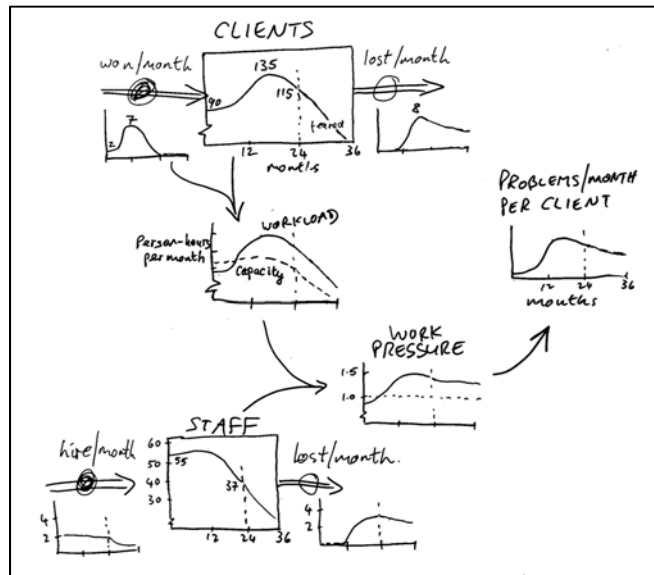 CLIENTS
won/month
lost/month
135
115
90
feared
12
24
36
months
7
2
8
WORKLOAD
Person-hours
per month
Capacity
PROBLEMS/MONTH
PER CLIENT
12
24
36
months
WORK
PRESSURE
1.5
1.0
STAFF
hire/month
lost/month.
60
50
40
30
55
37
12
24
36
4
2
4
2